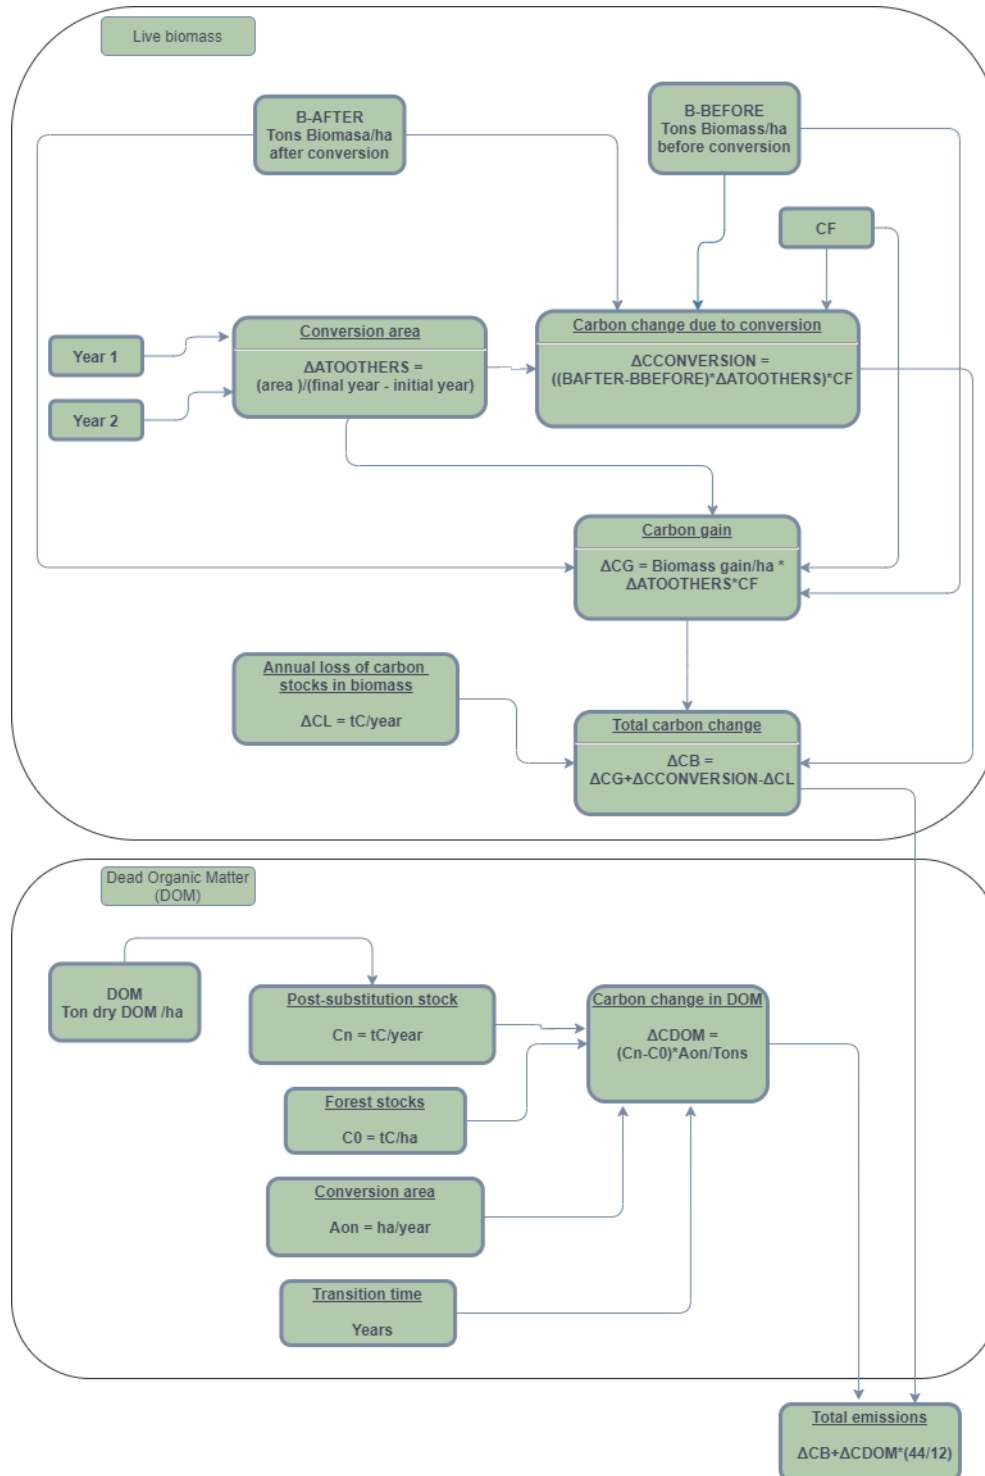 Live biomass
B-AFTER
Tons Biomasa/ha
after conversion
B-BEFORE
Tons Biomass/ha
before conversion
CF
Year 1
Year 2
Conversion area
ΔATOOTHERS =
(area )/(final year - initial year)
Carbon change due to conversion
ΔCCONVERSION =
((BAFTER-BBEFORE)*ΔATOOTHERS)*CF
Carbon gain
ΔCG = Biomass gain/ha *
ΔATOOTHERS*CF
Annual loss of carbon
stocks in biomass
ΔCL = tC/year
Total carbon change
ΔCB =
ΔCG+ΔCCONVERSION-ΔCL
Dead Organic Matter
(DOM)
DOM
Ton dry DOM /ha
Post-substitution stock
Cn = tC/year
Carbon change in DOM
ΔCDOM =
(Cn-C0)*Aon/Tons
Forest stocks
C0 = tC/ha
Conversion area
Aon = ha/year
Transition time
Years
Total emissions
ΔCB+ΔCDOM*(44/12)